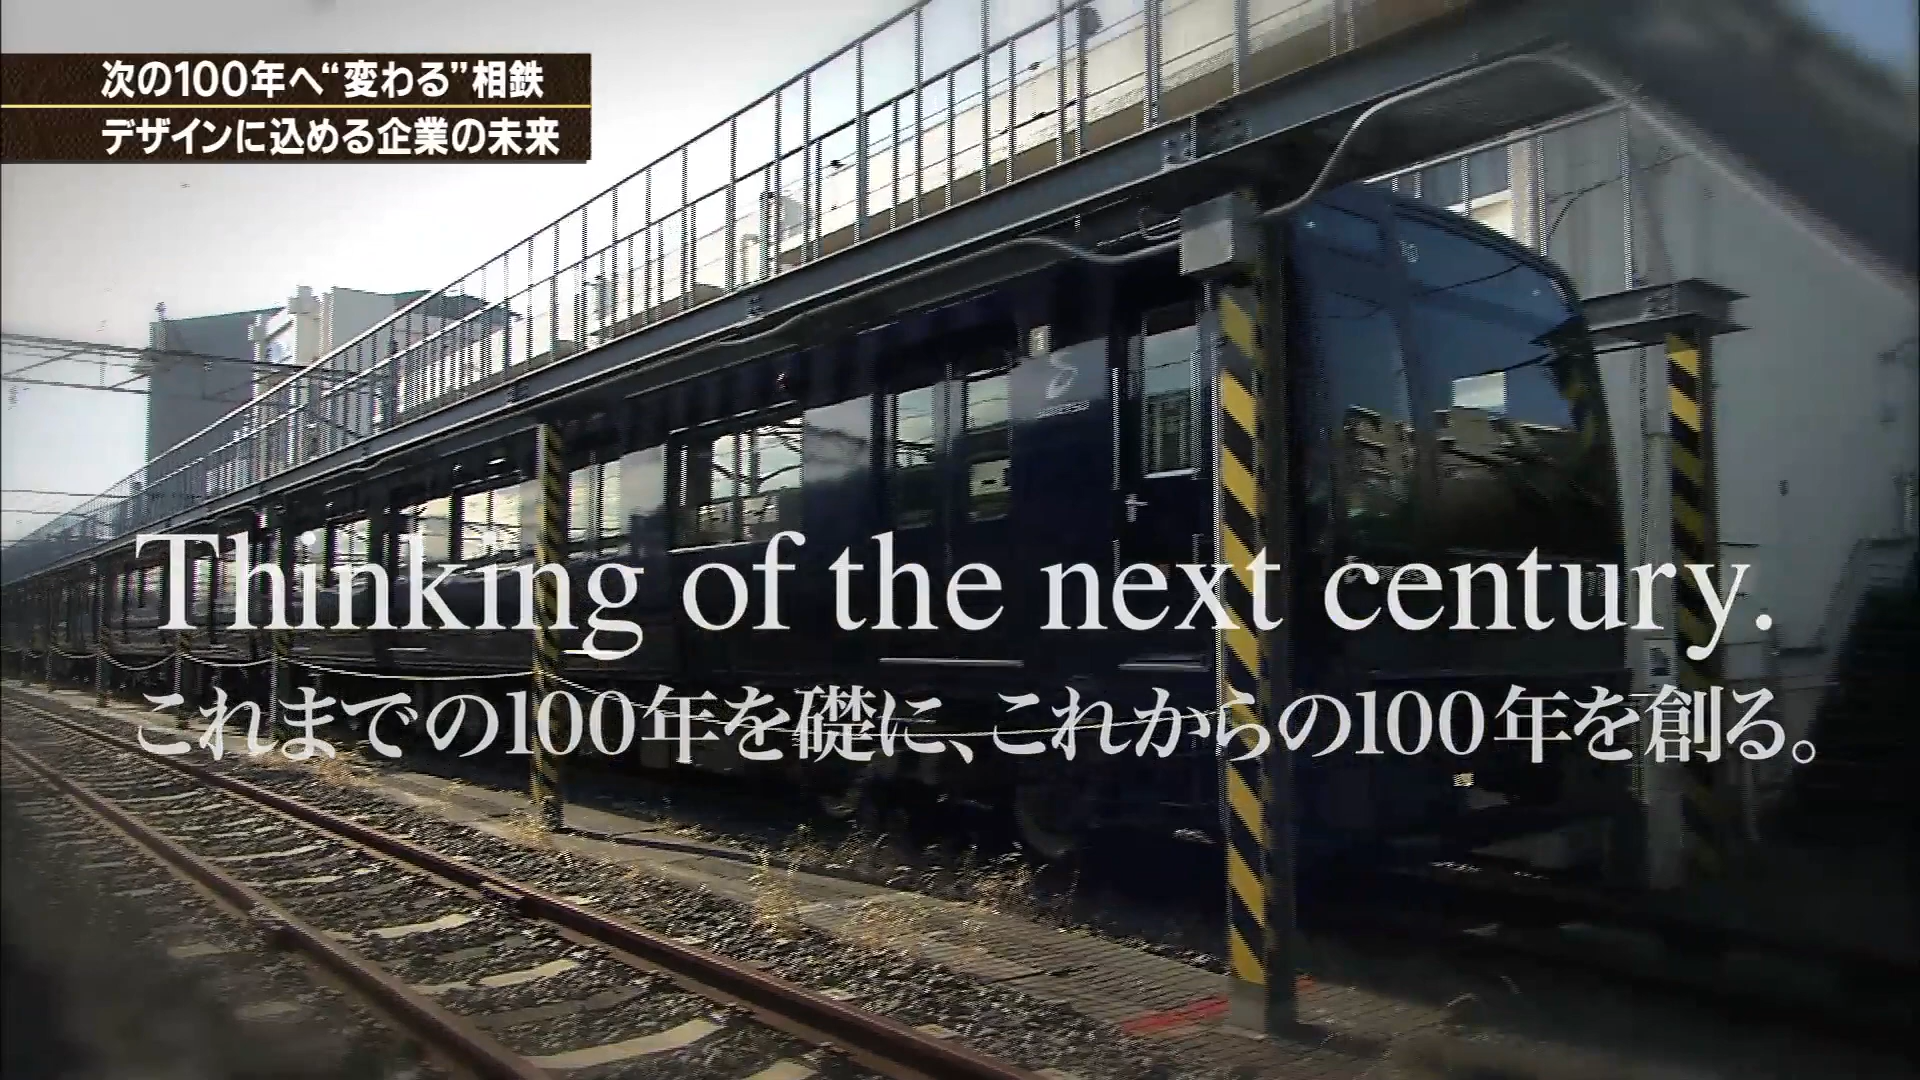 次の100年へ“変わる”相鉄
デザインに込める企業の未来
Thinking of the next century.
これまでの100年を礎に、これからの100年を創る。